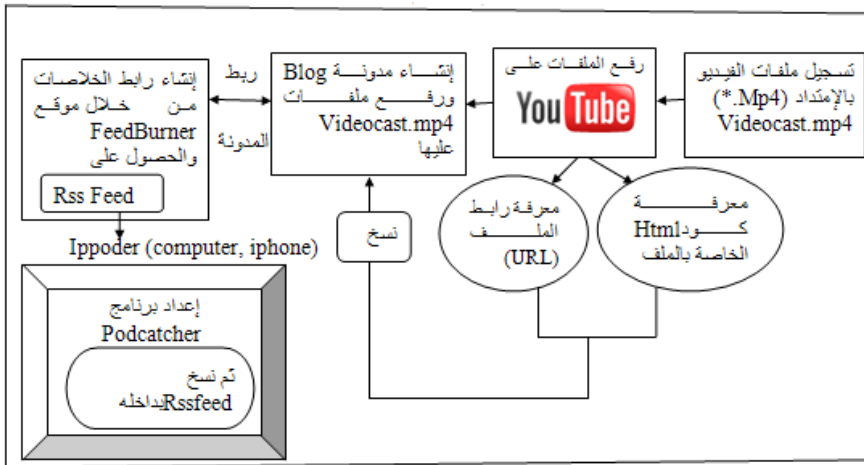 تسجيل ملفات الفيديو
بالإمتداد (Mp4.*)
Videocast.mp4
رفع الملفات على
YouTube
إنشاء مدونة Blog
ورفع ملفات
Videocast.mp4
عليها
ربط
المدونة
إنشاء رابط الخلاصات
من خلال موقع
FeedBurner
والحصول على
Rss Feed
معرفة
كود Html
الخاصة بالملف
معرفة رابط
الملف
(URL)
نسخ
Ippoder (computer, iphone)
إعداد برنامج
Podcatcher
ثم نسخ
Rssfeed بداخله